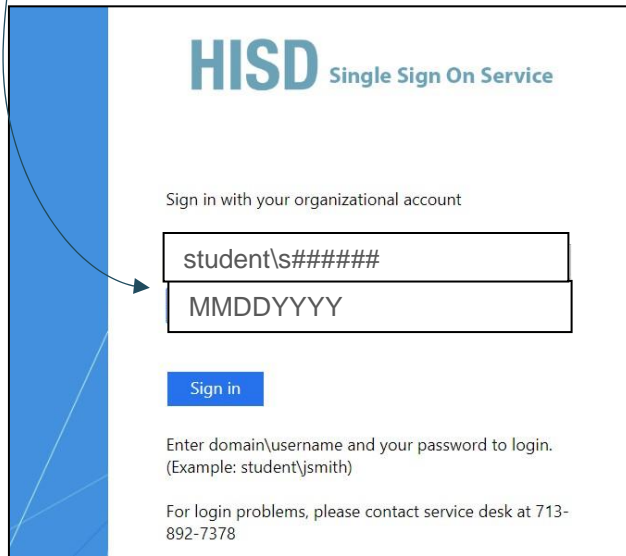 HISD Single Sign On Service
Sign in with your organizational account
student\s######
MMDDYYYY
Sign in
Enter domain\username and your password to login.
(Example: student\jsmith)
For login problems, please contact service desk at 713-
892-7378